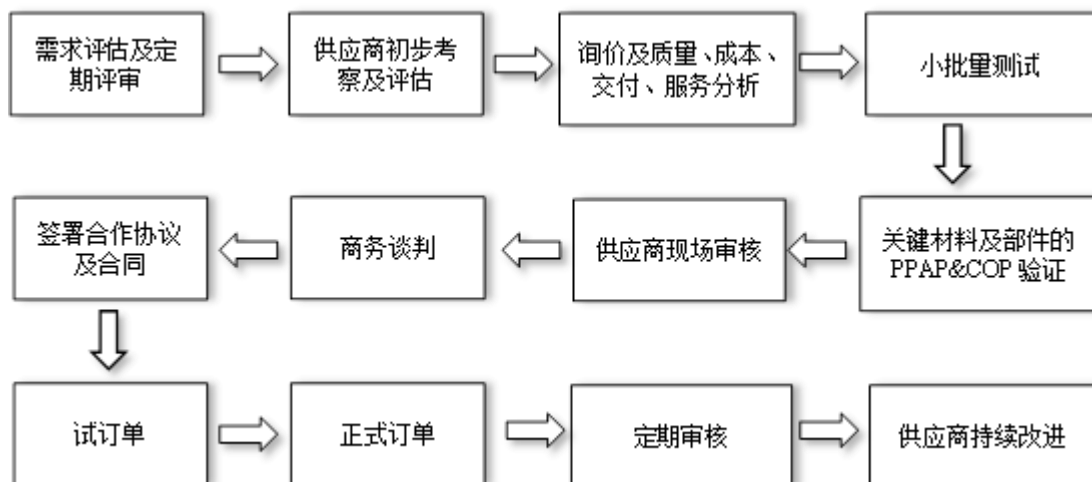 需求评估及定
期评审
供应商初步考
察及评估
询价及质量、成本、
交付、服务分析
小批量测试
签署合作协议
及合同
商务谈判
供应商现场审核
关键材料及部件的
PPAP&COP 验证
试订单
正式订单
定期审核
供应商持续改进